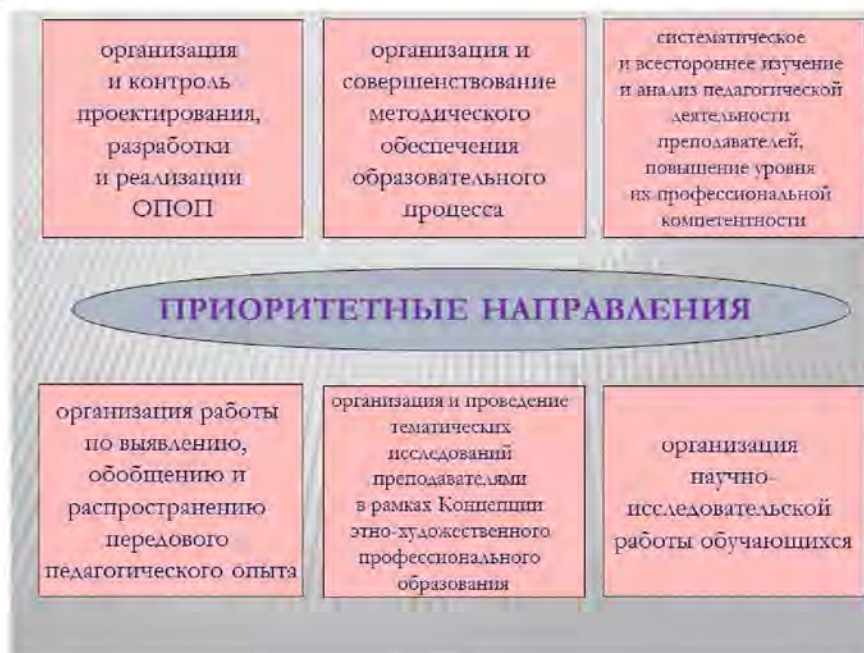 организация
и контроль
проектирования,
разработки
и реализации
ОПОП
организация и
совершенствование
методического
обеспечения
образовательного
процесса
систематическое
и всестороннее изучение
и анализ педагогической
деятельности
преподавателей,
повышение уровня
их профессиональной
компетентности
ПРИОРИТЕТНЫЕ НАПРАВЛЕНИЯ
организация работы
по выявлению,
обобщению и
распространению
передового
педагогического опыта
организация и проведение
тематических
исследований
преподавателями
в рамках Концепции
этно-художественного
профессионального
образования
организация
научно-
исследовательской
работы обучающихся